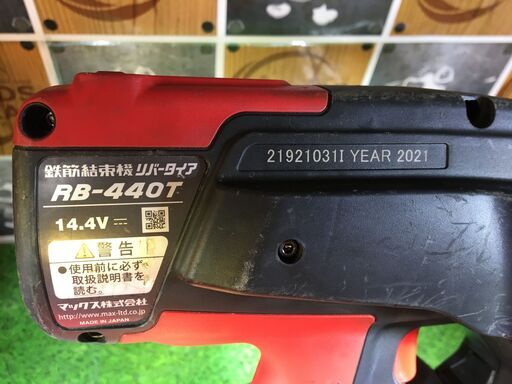 鉄筋結束機 リバータイア
RB-440T
14.4V
警告
●使用前に必ず
取扱説明書を
読む。
マックス株式会社
http://www.max-ltd.co.jp
MADE IN JAPAN
21921031I YEAR 2021